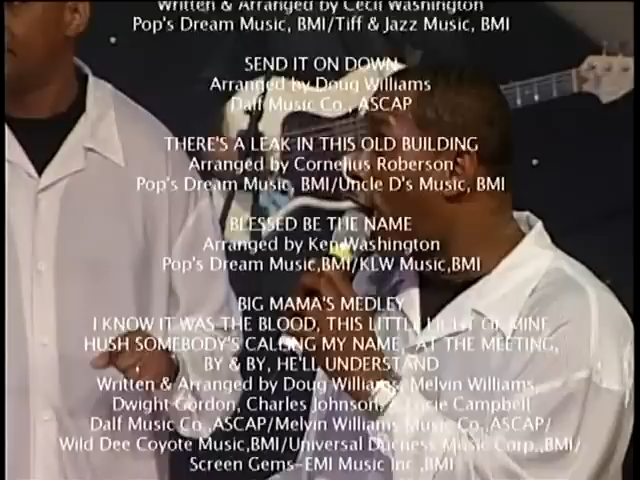 Written & Arranged by Cecil Washington
Pop's Dream Music, BMI/Tiff & Jazz Music, BMI
SEND IT ON DOWN
Arranged by Doug Williams
Dalf Music Co., ASCAP
THERE'S A LEAK IN THIS OLD BUILDING
Arranged by Cornelius Roberson
Pop's Dream Music, BMI/Uncle D's Music, BMI
BLESSED BE THE NAME
Arranged by Ken Washington
Pop's Dream Music,BMI/KLW Music,BMI
BIG MAMA'S MEDLEY
I KNOW IT WAS THE BLOOD, THIS LITTLE LIGHT OF MINE
HUSH SOMEBODY'S CALLING MY NAME, AT THE MEETING,
BY & BY, HE'LL UNDERSTAND
Written & Arranged by Doug Williams, Melvin Williams,
Dwight Gordon, Charles Johnson, Campbell
Dalf Music Co.,ASCAP/Melvin Williams Music Co.,ASCAP/
Wild Dee Coyote Music,BMI/Universal Duchess Music Corp.,BMI/
Screen Gems-EMI Music Inc.,BMI